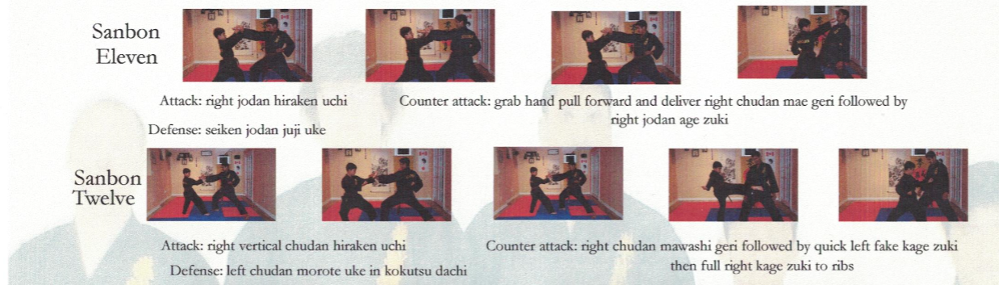 Sanbon
Eleven
Attack: right jodan hiraken uchi
Counter attack: grab hand pull forward and deliver right chudan mae geri followed by
right jodan age zuki
Defense: seiken jodan juji uke
Sanbon
Twelve
Attack: right vertical chudan hiraken uchi
Counter attack: right chudan mawashi geri followed by quick left fake kage zuki
then full right kage zuki to ribs
Defense: left chudan morote uke in kokutsu dachi